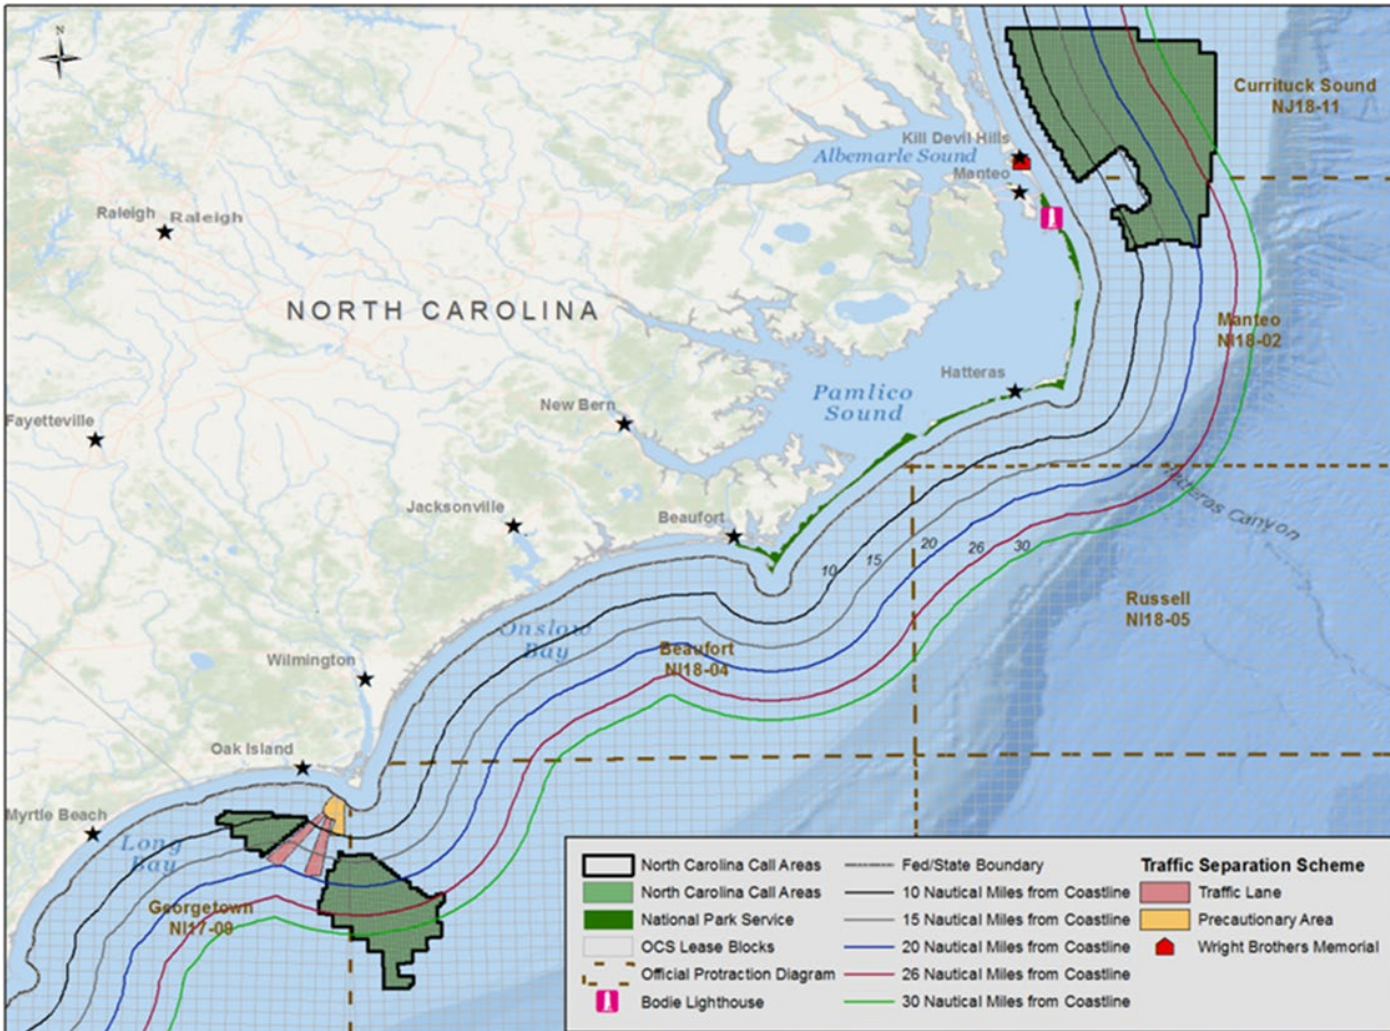 N
Currituck Sound
NJ18-11
Kill Devil Hills
Albemarle Sound
Manteo
Raleigh Raleigh
NORTH CAROLINA
Manteo
NI18-02
Hatteras
Pamlico
Sound
New Bern
Fayetteville
Jacksonville
Beaufort
Hatteras Canyon
10 15 20 26 30
Russell
NI18-05
Onslow
Bay
Beaufort
NI18-04
Wilmington
Oak Island
Myrtle Beach
Long
Bay
Georgetown
NI17-09
North Carolina Call Areas
North Carolina Call Areas
National Park Service
OCS Lease Blocks
Official Protraction Diagram
Bodie Lighthouse
Fed/State Boundary
10 Nautical Miles from Coastline
15 Nautical Miles from Coastline
20 Nautical Miles from Coastline
26 Nautical Miles from Coastline
30 Nautical Miles from Coastline
Traffic Separation Scheme
Traffic Lane
Precautionary Area
Wright Brothers Memorial